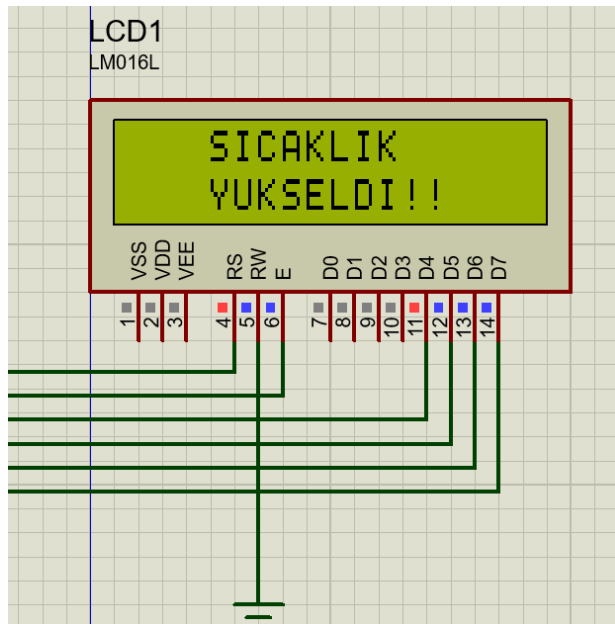 LCD1
LM016L
SICAKLIK
YUKSELDI!!
VSS VDD VEE RS RW E D0 D1 D2 D3 D4 D5 D6 D7
1 2 3 4 5 6 7 8 9 10 11 12 13 14